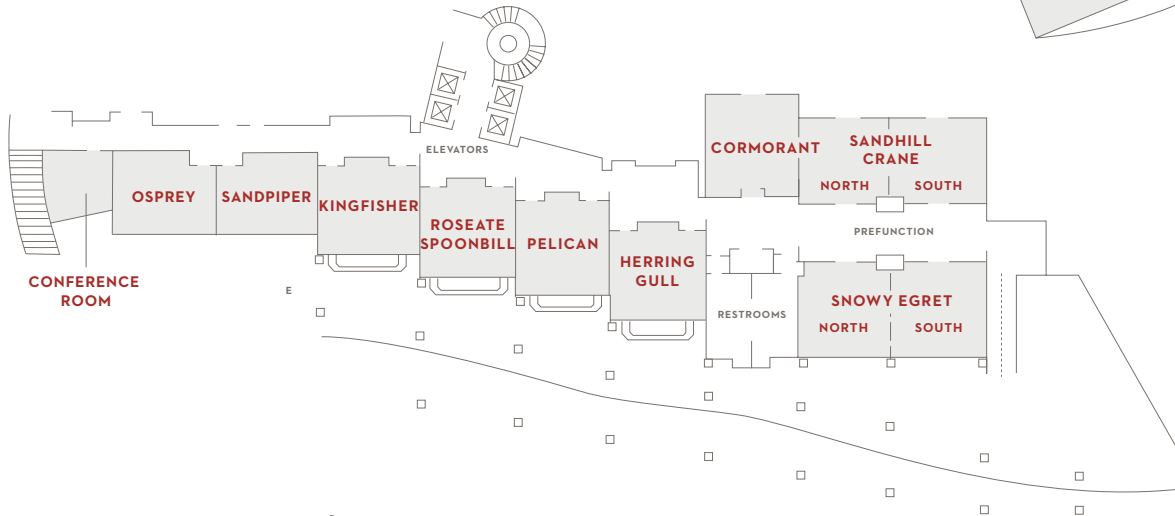 ELEVATORS
CORMORANT
SANDHILL
CRANE
NORTH
SOUTH
OSPREY
SANDPIPER
KINGFISHER
ROSEATE
SPOONBILL
PELICAN
HERRING
GULL
PREFUNCTION
CONFERENCE
ROOM
E
RESTROOMS
SNOWY EGRET
NORTH
SOUTH